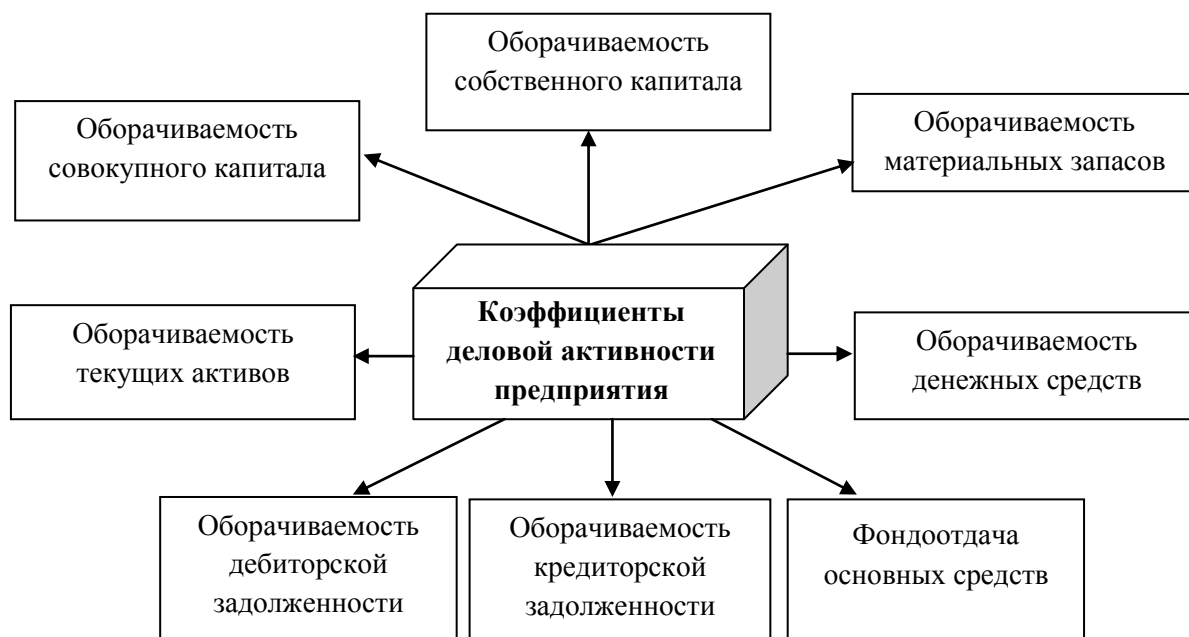 Оборачиваемость
собственного капитала
Оборачиваемость
совокупного капитала
Оборачиваемость
материальных запасов
Коэффициенты
деловой активности
предприятия
Оборачиваемость
текущих активов
Оборачиваемость
денежных средств
Оборачиваемость
дебиторской
задолженности
Оборачиваемость
кредиторской
задолженности
Фондоотдача
основных средств